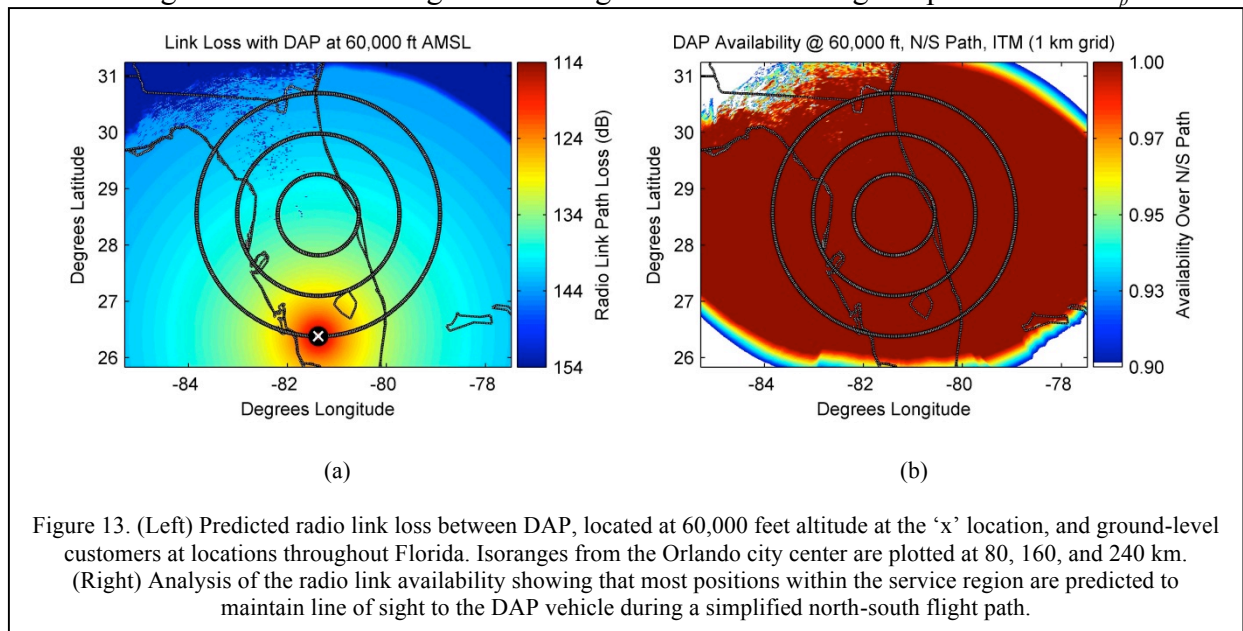 Link Loss with DAP at 60,000 ft AMSL
31
30
29
28
27
26
Degrees Latitude
-84
-82
-80
-78
Degrees Longitude
114
124
134
144
154
Radio Link Path Loss (dB)
(a)
DAP Availability @ 60,000 ft, N/S Path, ITM (1 km grid)
31
30
29
28
27
26
Degrees Latitude
-84
-82
-80
-78
Degrees Longitude
1.00
0.97
0.95
0.93
0.90
Availability Over N/S Path
(b)
Figure 13. (Left) Predicted radio link loss between DAP, located at 60,000 feet altitude at the ‘x’ location, and ground-level
customers at locations throughout Florida. Isoranges from the Orlando city center are plotted at 80, 160, and 240 km.
(Right) Analysis of the radio link availability showing that most positions within the service region are predicted to
maintain line of sight to the DAP vehicle during a simplified north-south flight path.